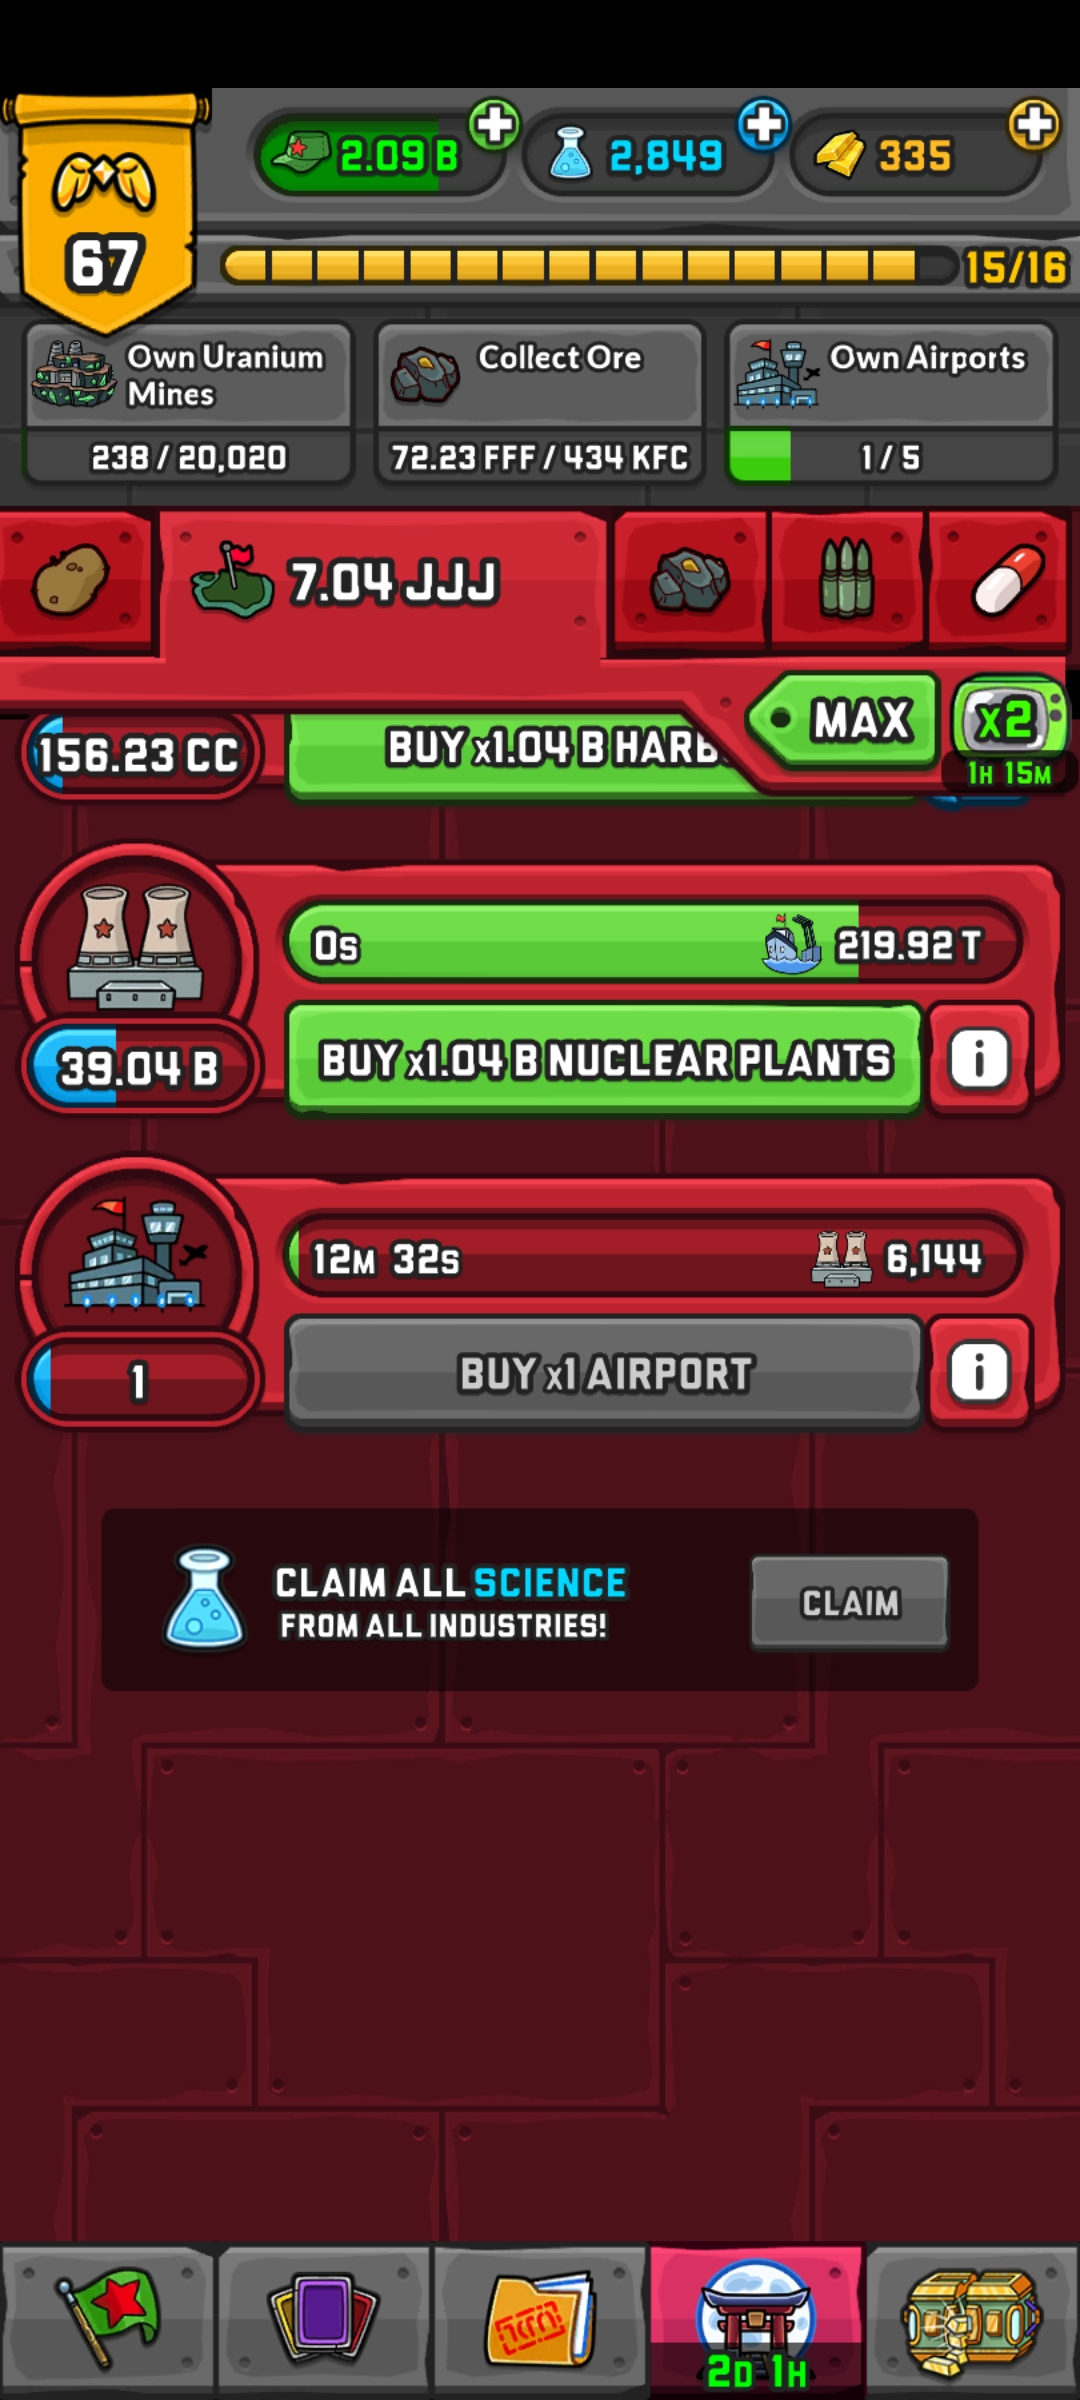 2.09 B
2,849
335
67
15/16
Own Uranium
Mines
238 / 20,020
Collect Ore
72.23 FFF / 434 KFC
Own Airports
1 / 5
7.04 JJJ
MAX
x2
1H 15M
156.23 CC
BUY x1.04 B HARB
0s
219.92 T
39.04 B
BUY x1.04 B NUCLEAR PLANTS
i
12M 32S
6,144
1
BUY x1 AIRPORT
i
CLAIM ALL SCIENCE
FROM ALL INDUSTRIES!
CLAIM
2D 1H